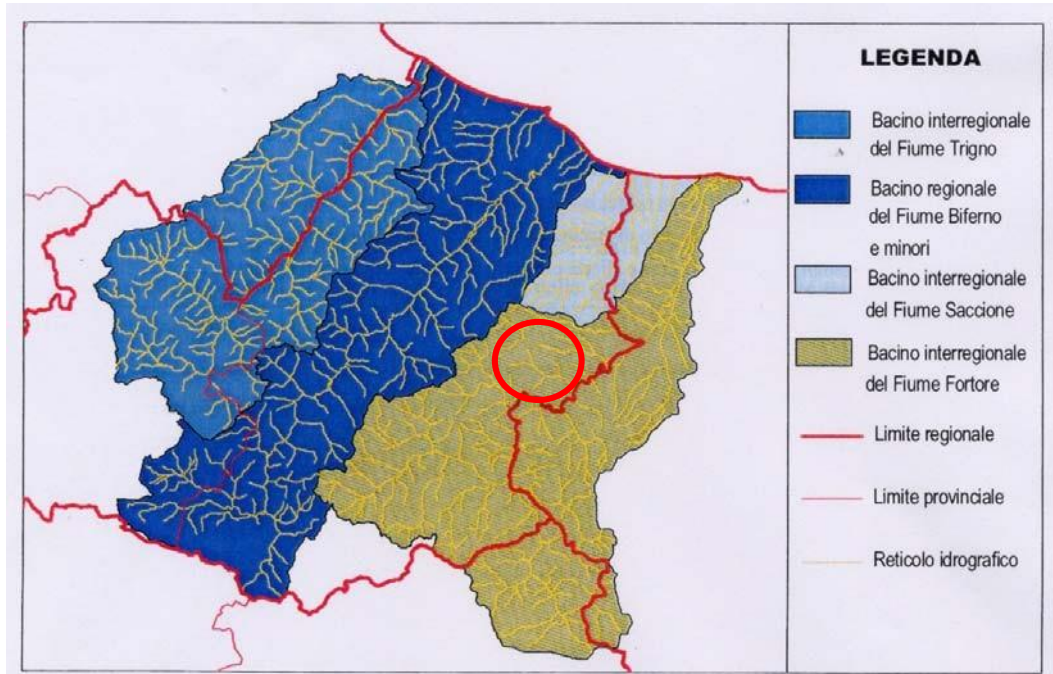 LEGENDA
Bacino interregionale
del Fiume Trigno
Bacino regionale
del Fiume Biferno
e minori
Bacino interregionale
del Fiume Saccione
Bacino interregionale
del Fiume Fortore
Limite regionale
Limite provinciale
Reticolo idrografico